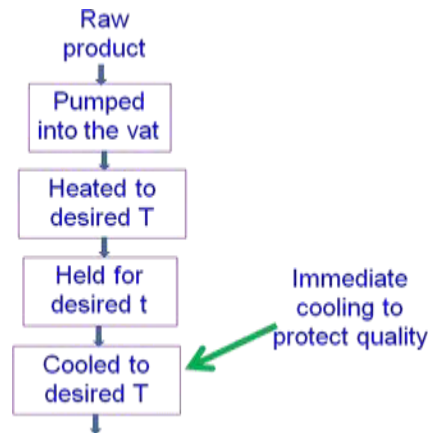 Raw
product
Pumped
into the vat
Heated to
desired T
Held for
desired t
Immediate
cooling to
protect quality
Cooled to
desired T